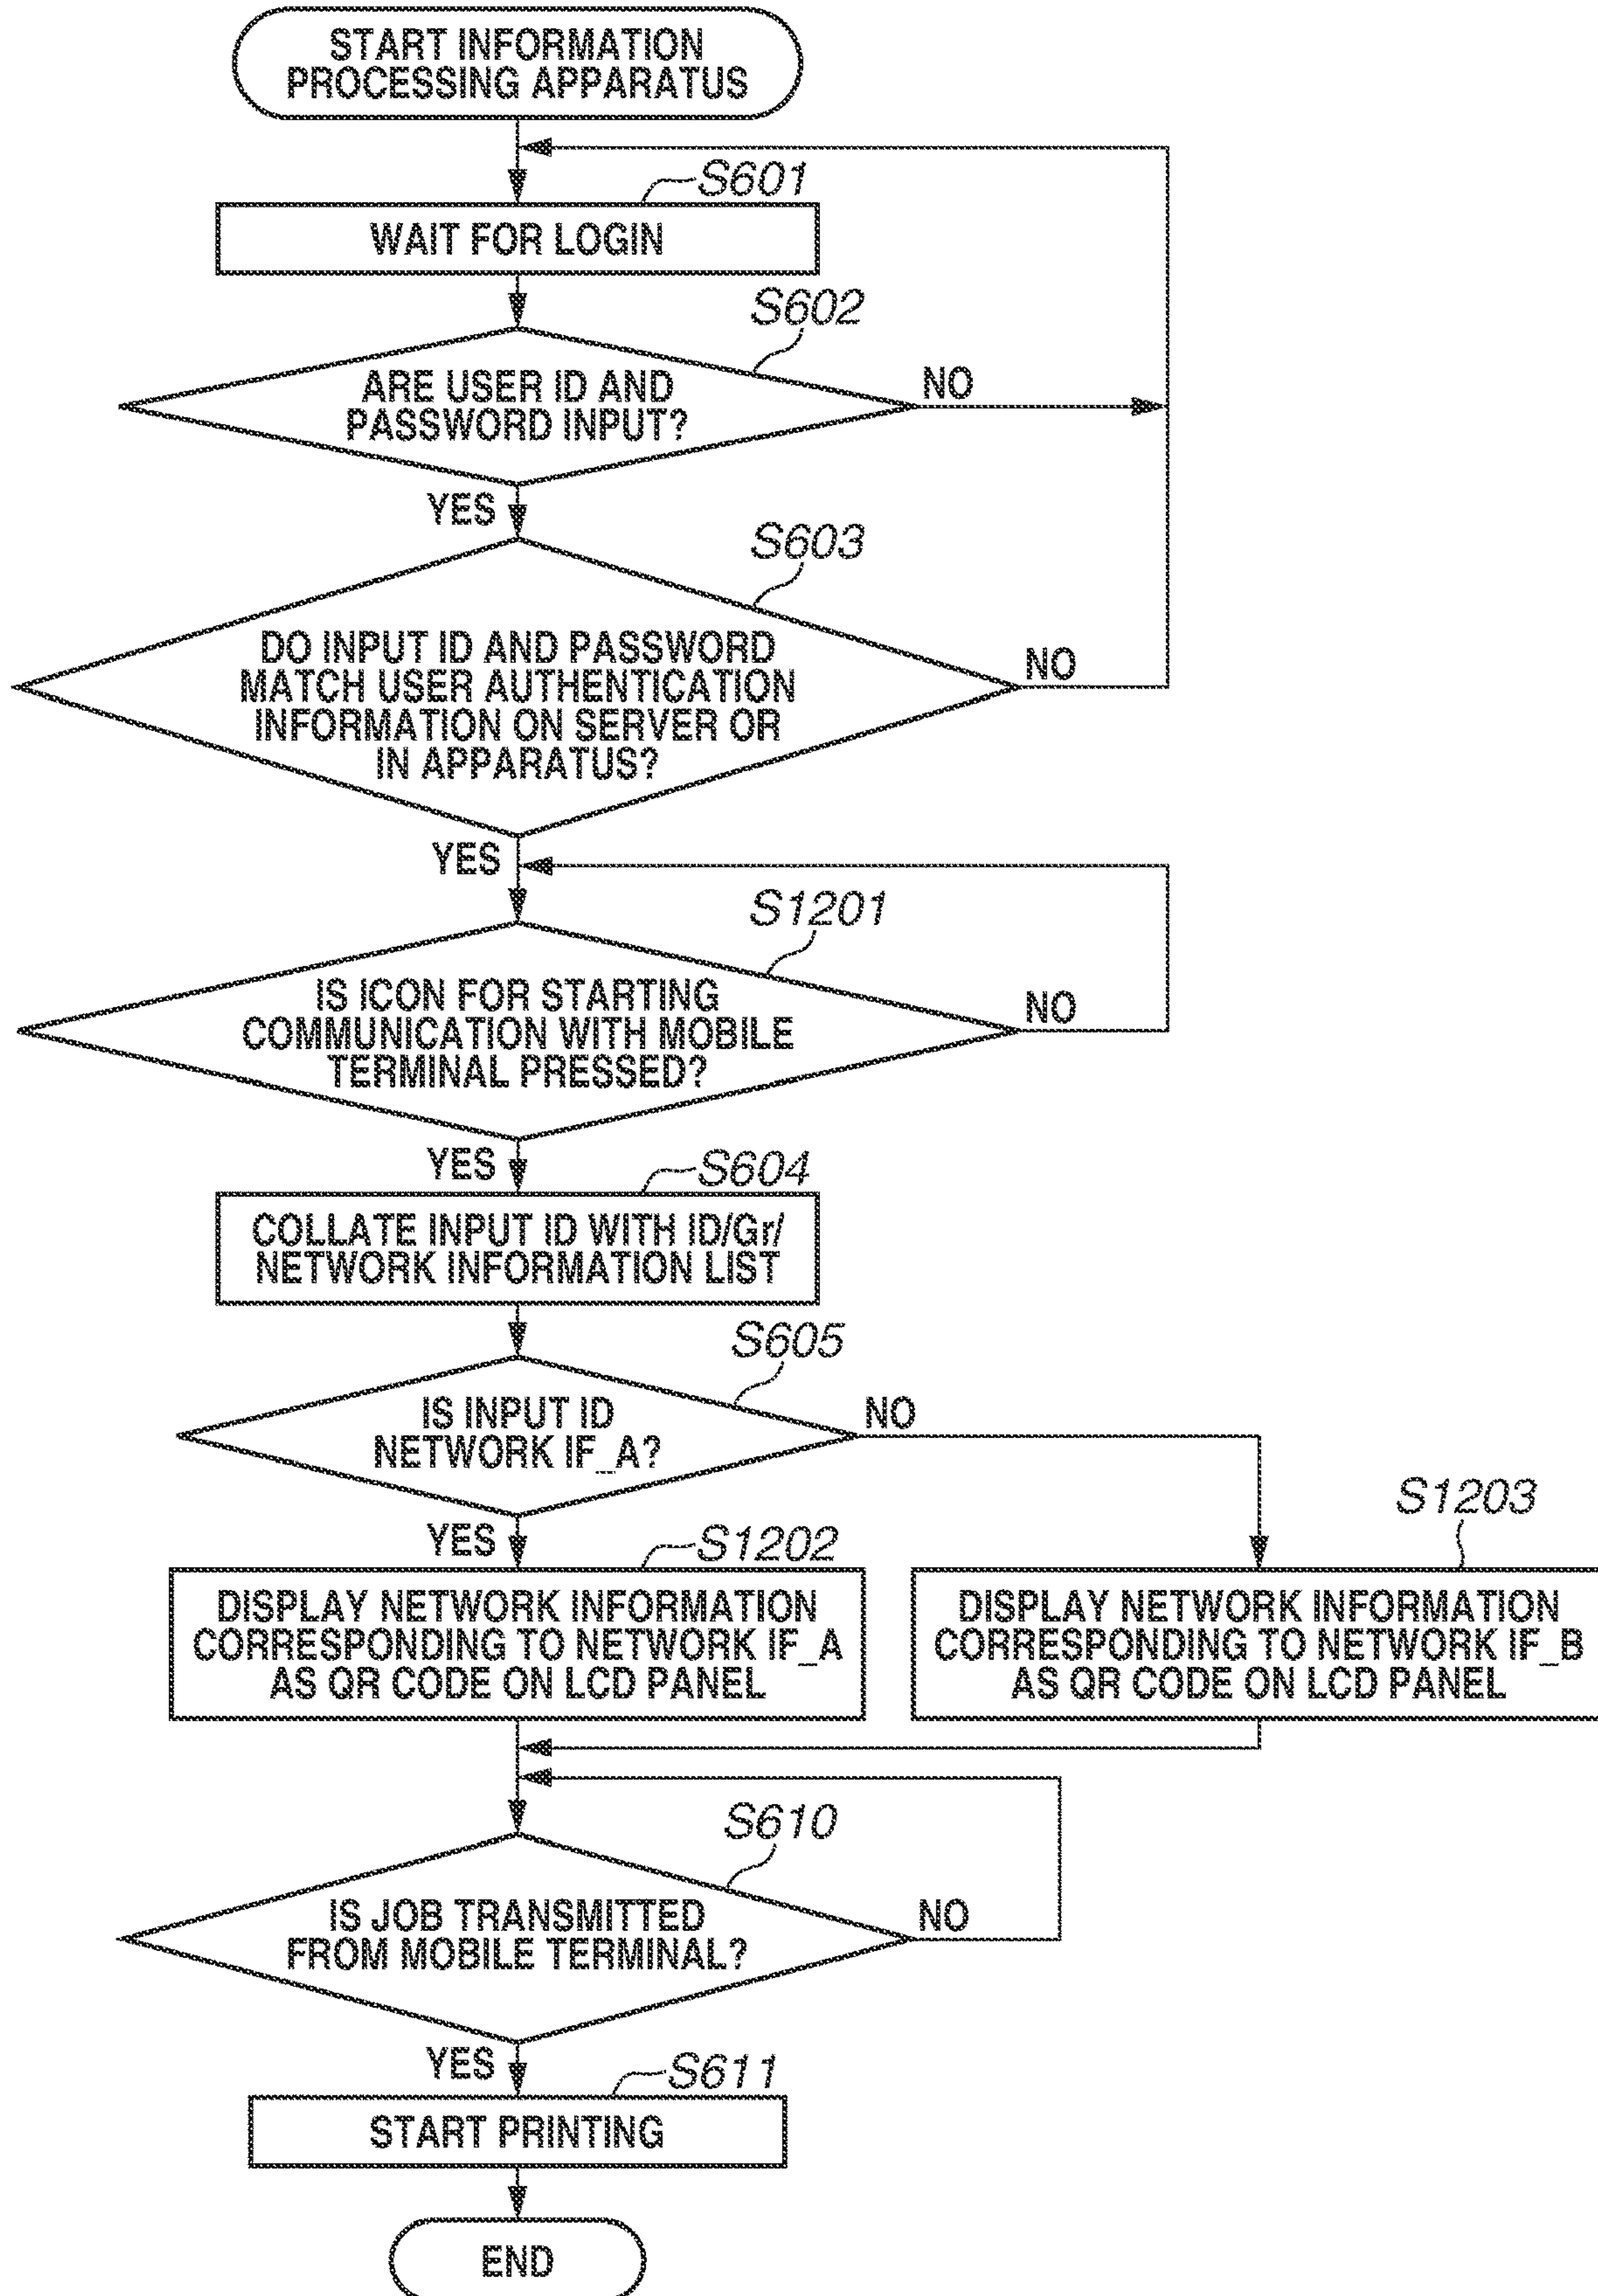 START INFORMATION
PROCESSING APPARATUS
S601
WAIT FOR LOGIN
S602
ARE USER ID AND
PASSWORD INPUT?
NO
YES
S603
DO INPUT ID AND PASSWORD
MATCH USER AUTHENTICATION
INFORMATION ON SERVER OR
IN APPARATUS?
NO
YES
S1201
IS ICON FOR STARTING
COMMUNICATION WITH MOBILE
TERMINAL PRESSED?
NO
YES
S604
COLLATE INPUT ID WITH ID/Gr/
NETWORK INFORMATION LIST
S605
IS INPUT ID
NETWORK IF_A?
NO
YES
S1202
DISPLAY NETWORK INFORMATION
CORRESPONDING TO NETWORK IF_A
AS QR CODE ON LCD PANEL
S1203
DISPLAY NETWORK INFORMATION
CORRESPONDING TO NETWORK IF_B
AS QR CODE ON LCD PANEL
S610
IS JOB TRANSMITTED
FROM MOBILE TERMINAL?
NO
YES
S611
START PRINTING
END